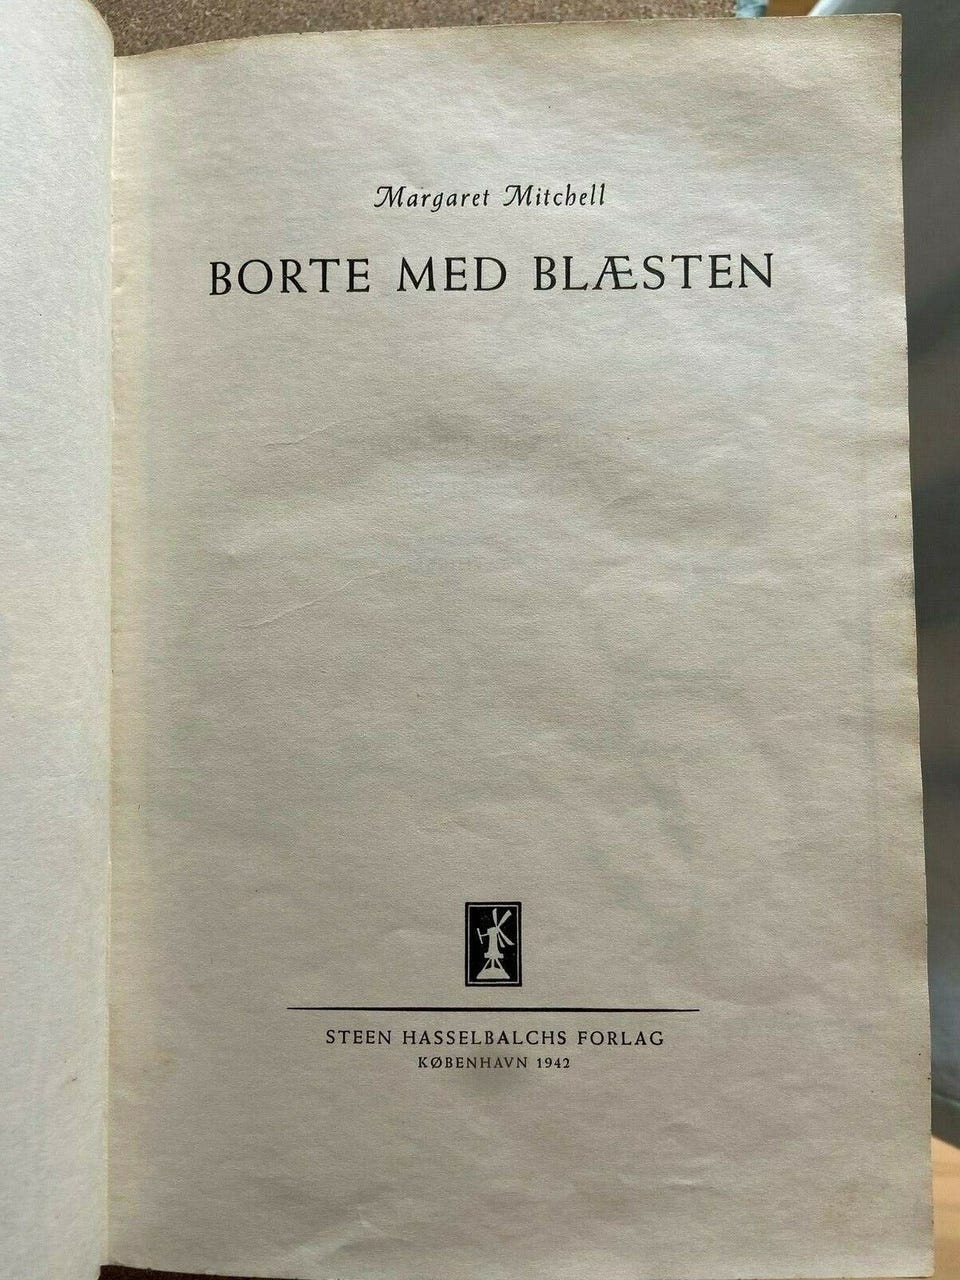 Margaret Mitchell
BORTE MED BLÆSTEN
STEEN HASSELBALCHS FORLAG
KØBENHAVN 1942